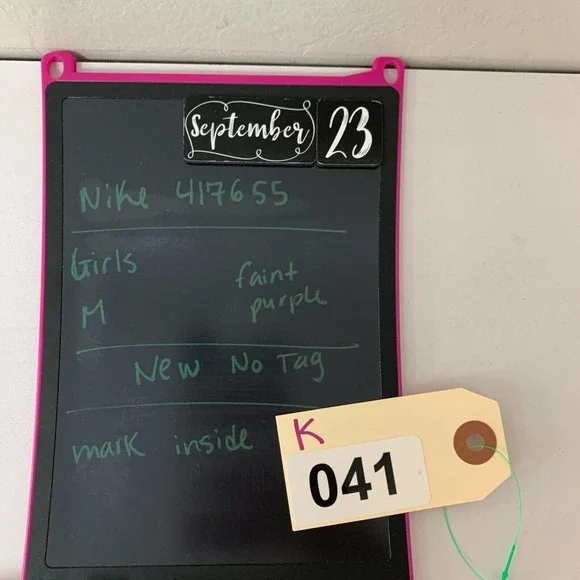 September 23
Nike 417655
Girls
faint
M
purple
New No Tag
mark inside
K
041